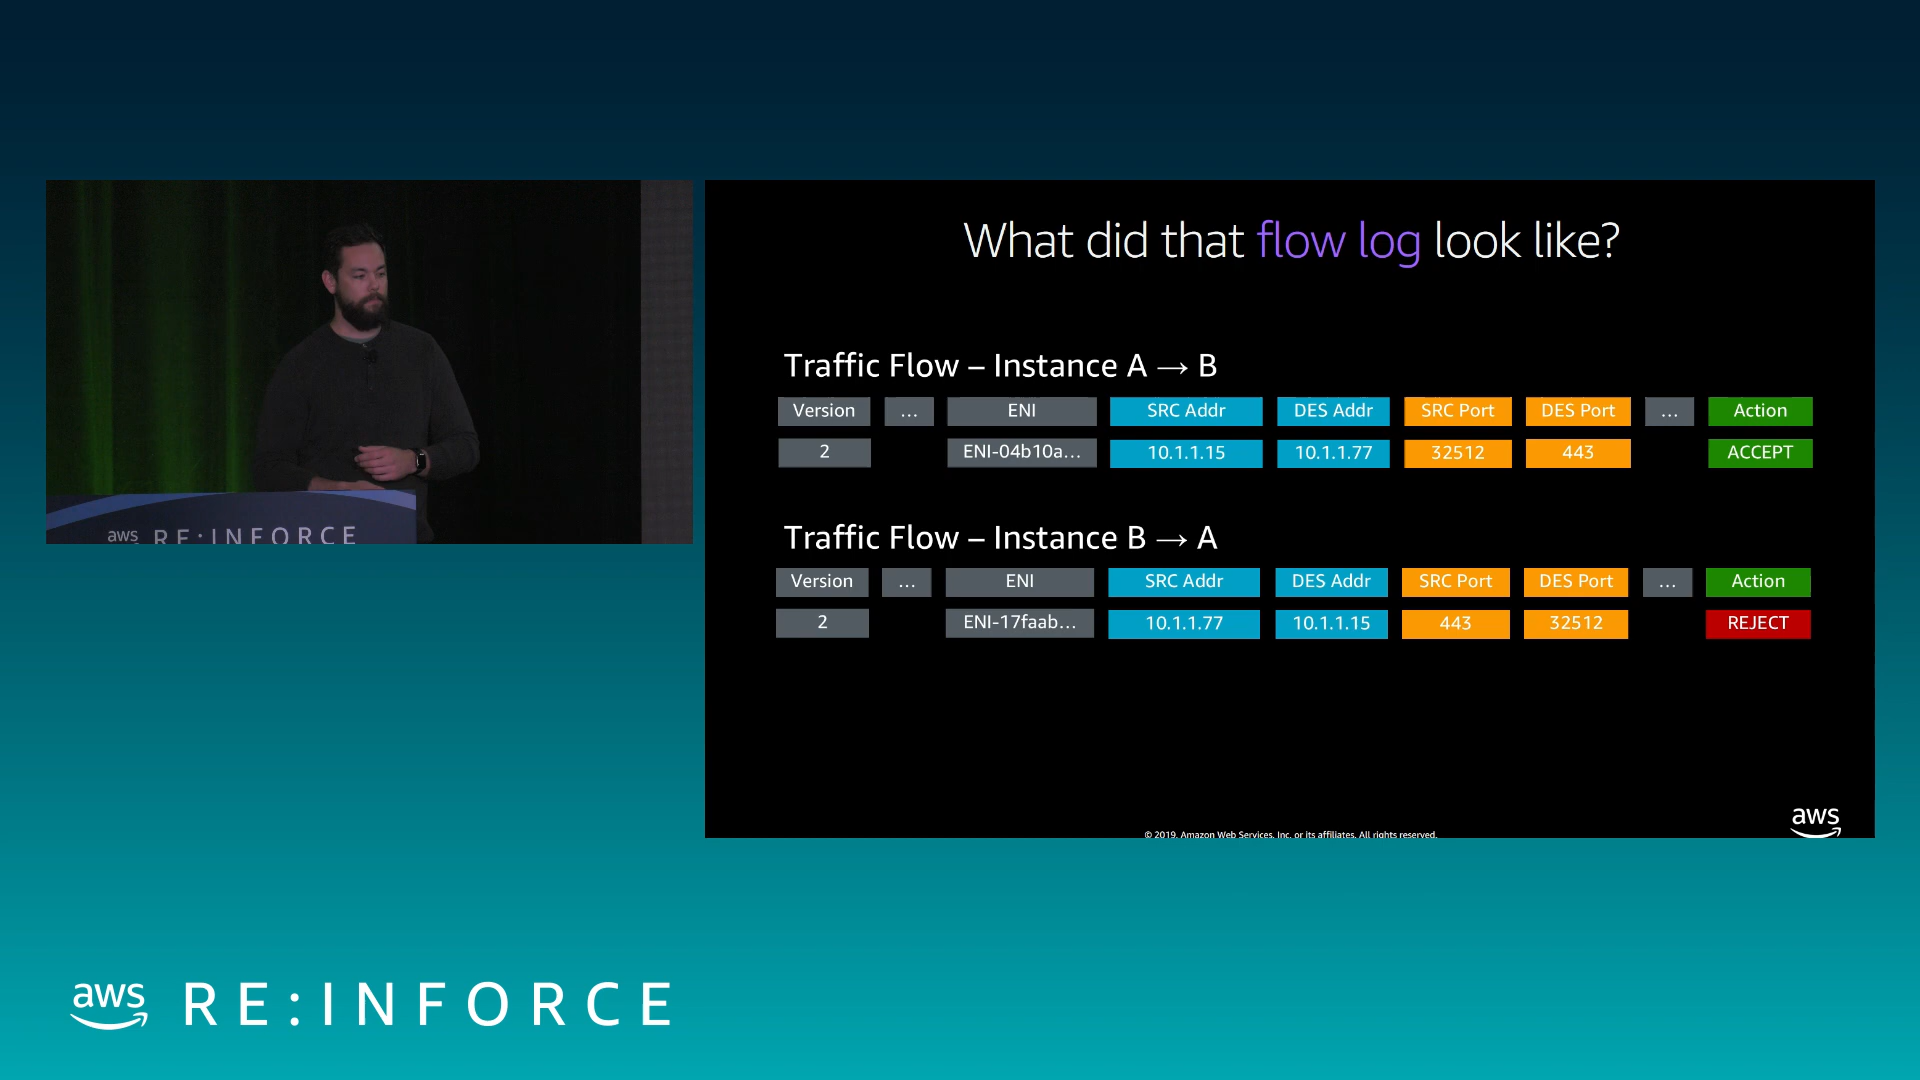 What did that flow log look like?
Traffic Flow – Instance A → B
Version ... ENI SRC Addr DES Addr SRC Port DES Port ... Action
2 ENI-04b10a... 10.1.1.15 10.1.1.77 32512 443 ACCEPT
Traffic Flow – Instance B → A
Version ... ENI SRC Addr DES Addr SRC Port DES Port ... Action
2 ENI-17faab... 10.1.1.77 10.1.1.15 443 32512 REJECT
aws
© 2019, Amazon Web Services, Inc. or its affiliates. All rights reserved.
aws RE:INFORCE
aws RE:INFORCE